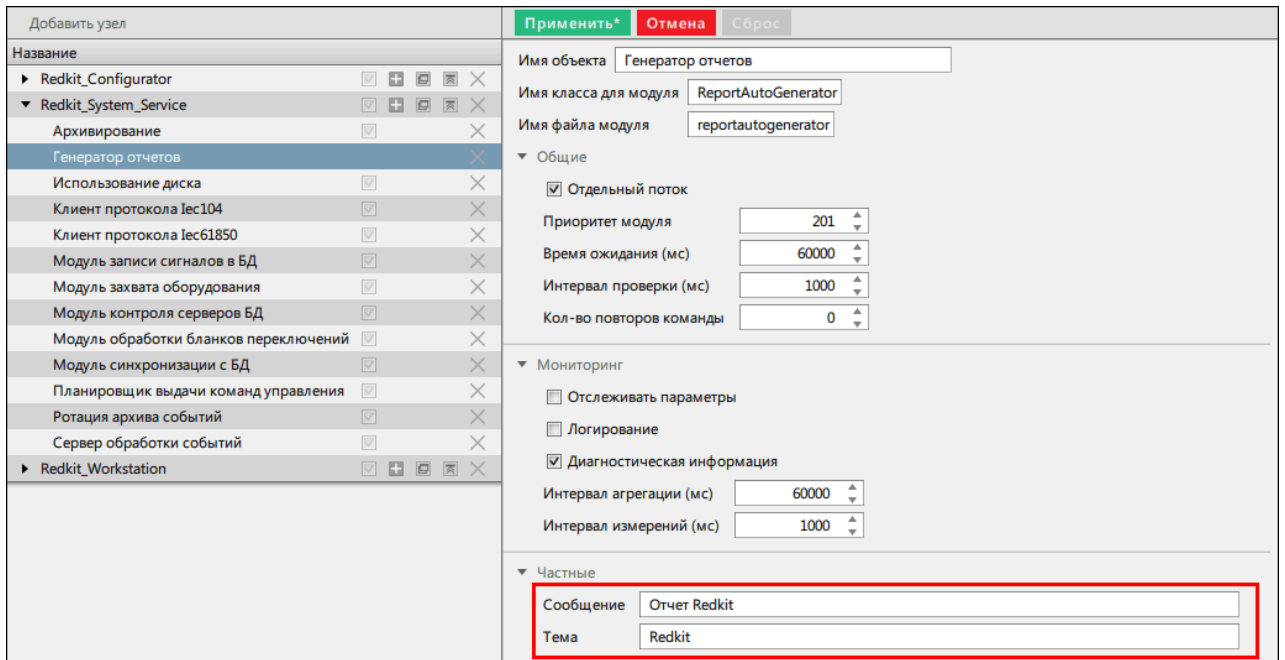 Добавить узел
Название
Redkit_Configurator
Redkit_System_Service
Архивирование
Генератор отчетов
Использование диска
Клиент протокола Iec104
Клиент протокола Iec61850
Модуль записи сигналов в БД
Модуль захвата оборудования
Модуль контроля серверов БД
Модуль обработки бланков переключений
Модуль синхронизации с БД
Планировщик выдачи команд управления
Ротация архива событий
Сервер обработки событий
Redkit_Workstation
Применить* Отмена Сброс
Имя объекта Генератор отчетов
Имя класса для модуля ReportAutoGenerator
Имя файла модуля reportautogenerator
Общие
Отдельный поток
Приоритет модуля 201
Время ожидания (мс) 60000
Интервал проверки (мс) 1000
Кол-во повторов команды 0
Мониторинг
Отслеживать параметры
Логирование
Диагностическая информация
Интервал агрегации (мс) 60000
Интервал измерений (мс) 1000
Частные
Сообщение Отчет Redkit
Тема Redkit